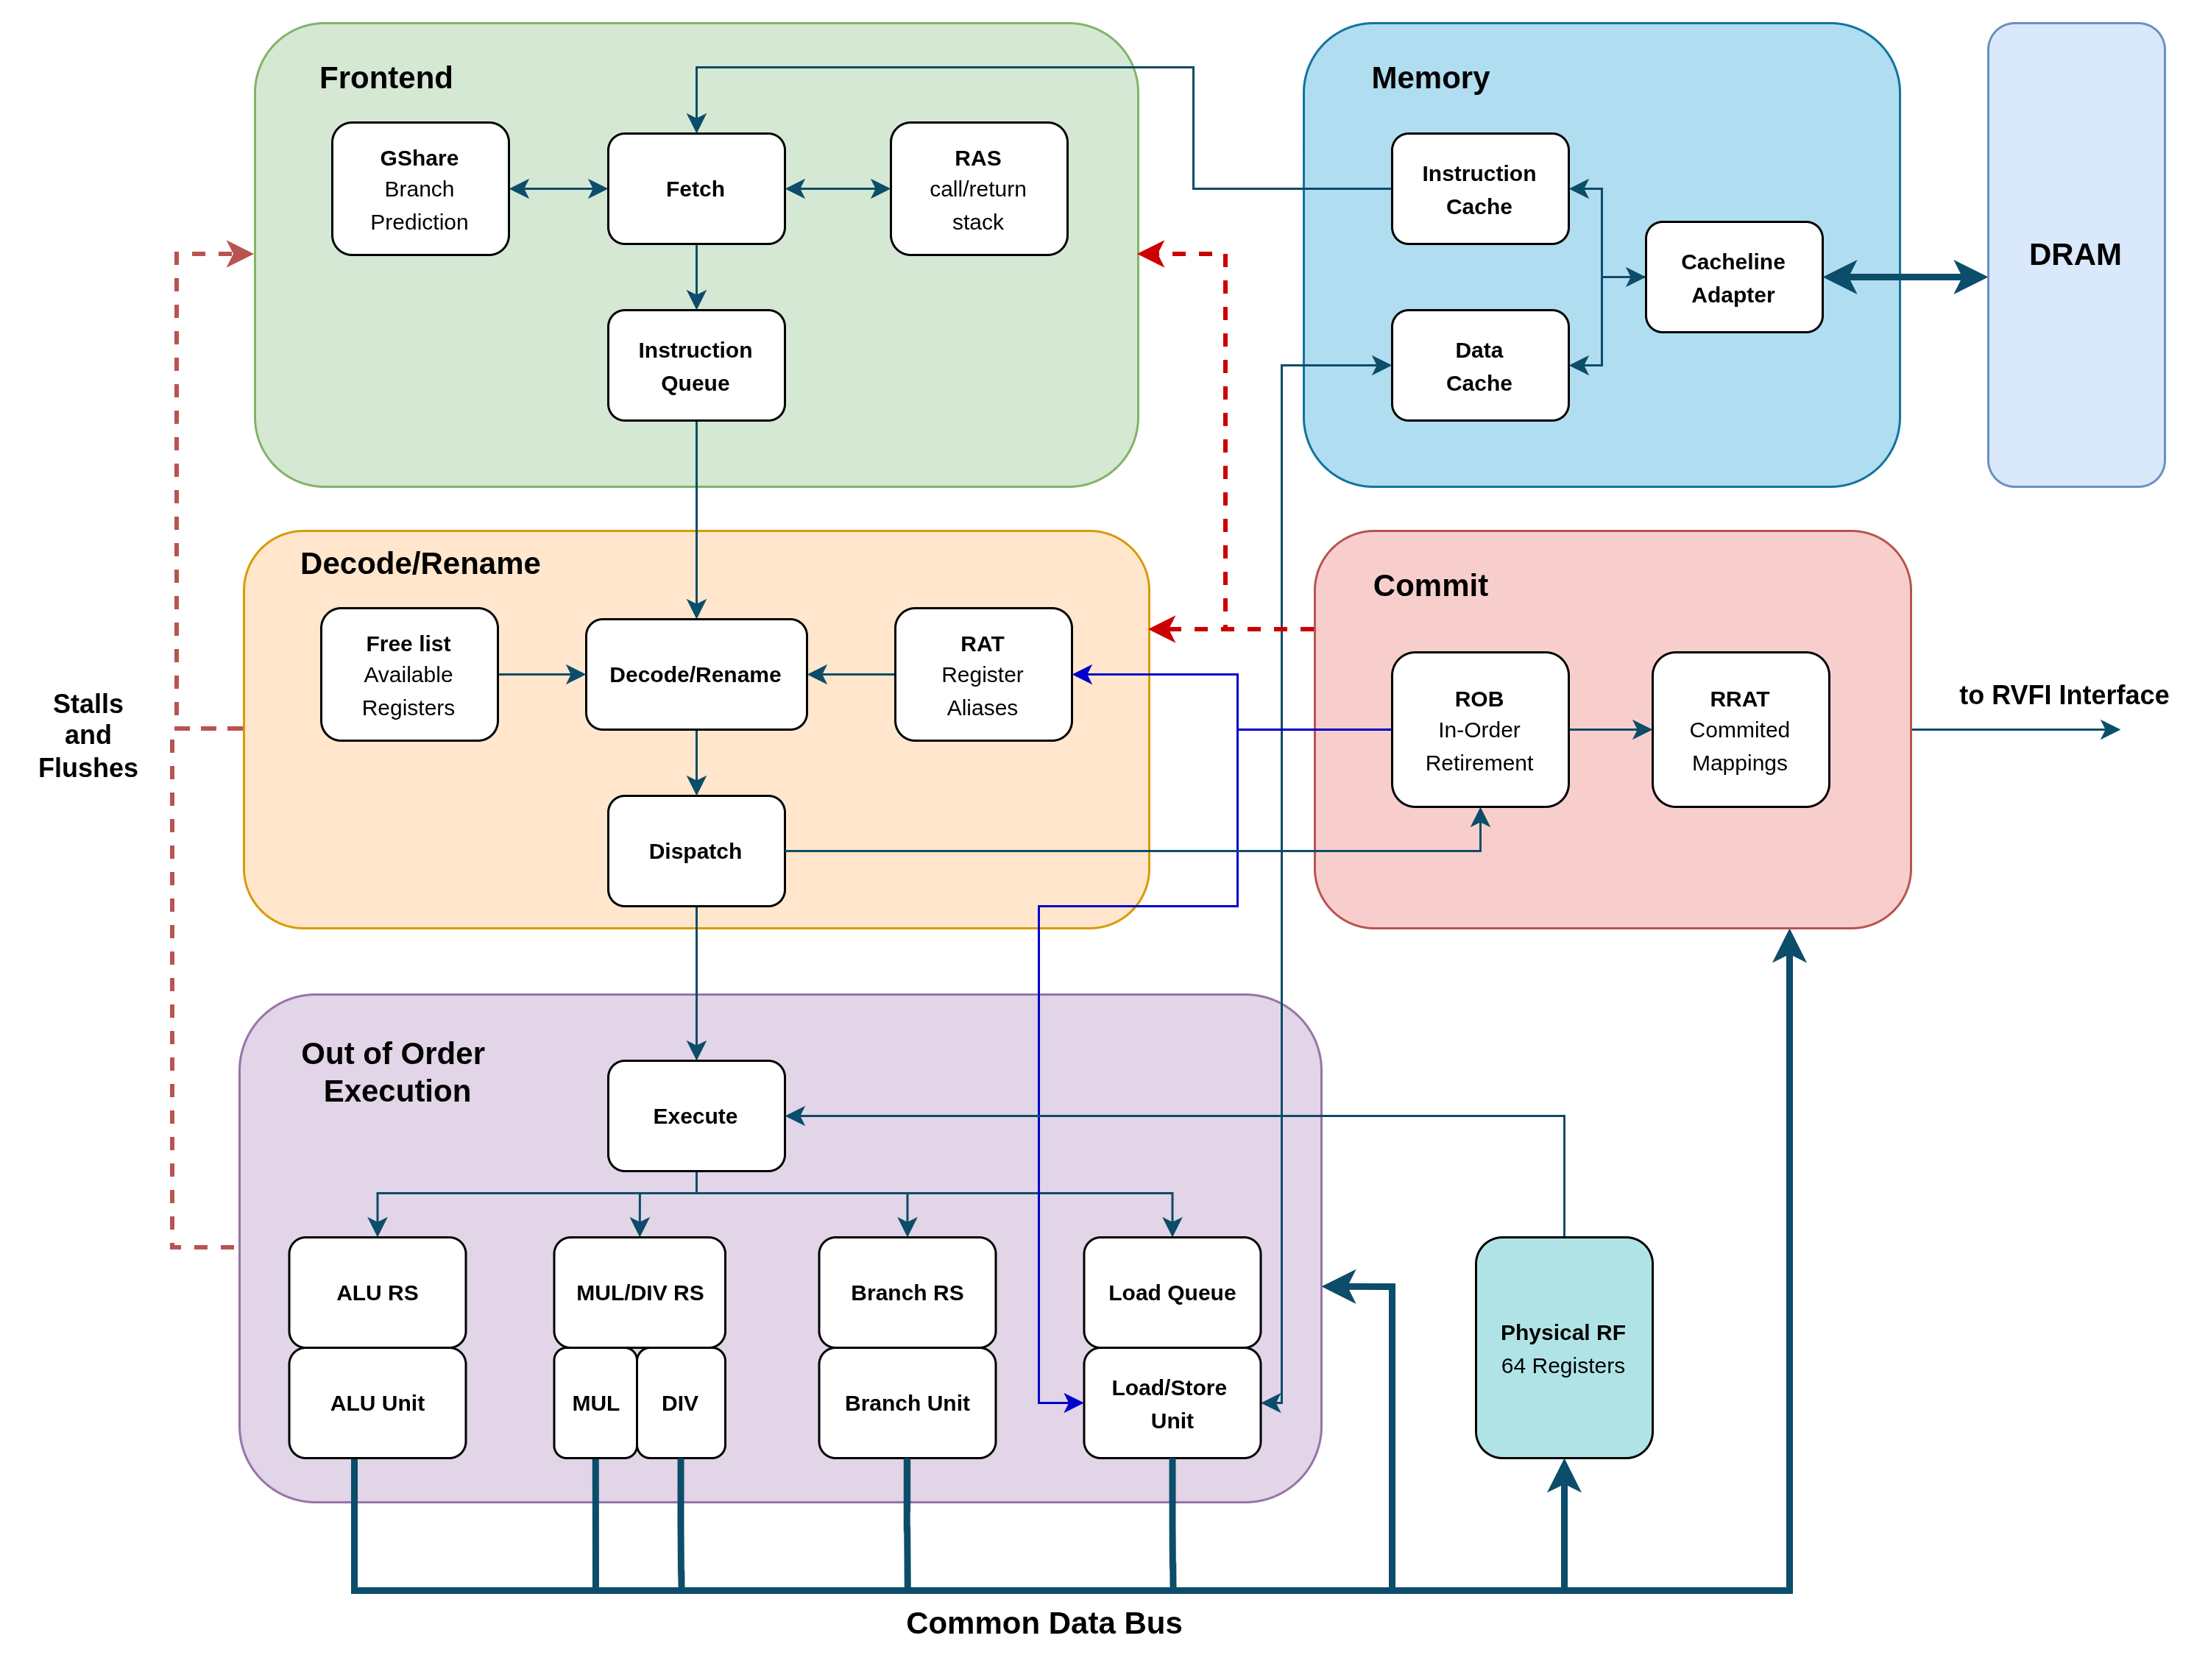 Frontend
GShare
Branch
Prediction
Fetch
RAS
call/return
stack
Instruction
Queue
Memory
Instruction
Cache
Data
Cache
Cacheline
Adapter
DRAM
Decode/Rename
Free list
Available
Registers
Decode/Rename
RAT
Register
Aliases
Dispatch
Commit
ROB
In-Order
Retirement
RRAT
Commited
Mappings
to RVFI Interface
Stalls
and
Flushes
Out of Order
Execution
Execute
ALU RS
ALU Unit
MUL/DIV RS
MUL
DIV
Branch RS
Branch Unit
Load Queue
Load/Store
Unit
Physical RF
64 Registers
Common Data Bus